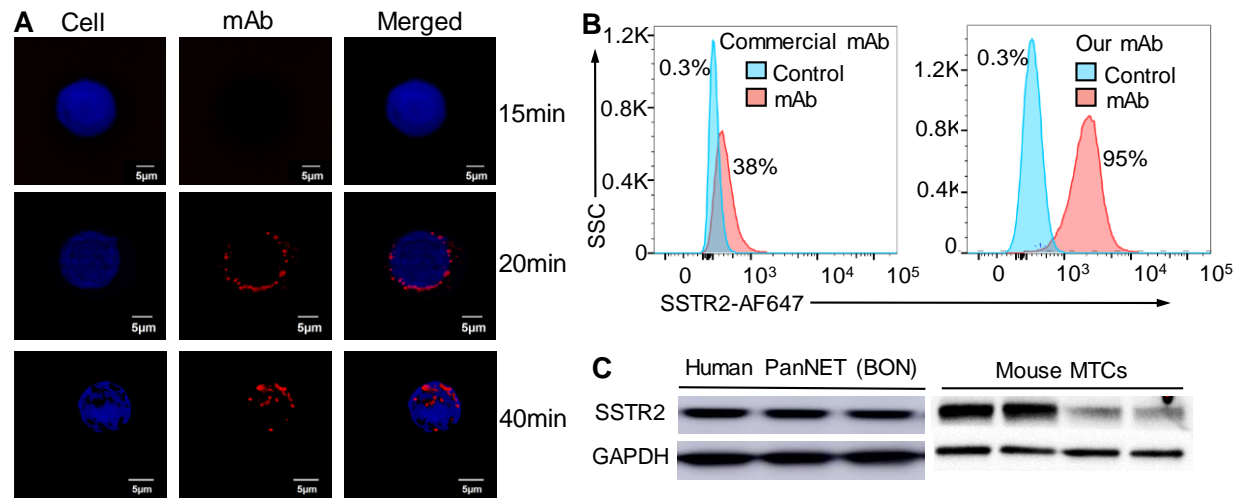 A
Cell
mAb
Merged
5µm
5µm
5µm
15min
5µm
5µm
5µm
20min
5µm
5µm
5µm
40min
B
1.2K
0.8K
0.4K
0
SSC
Commercial mAb
Control
mAb
0.3%
38%
0
10³
10⁴
10⁵
1.2K
0.8K
0.4K
0
Our mAb
Control
mAb
0.3%
95%
0
10³
10⁴
10⁵
SSTR2-AF647
C
Human PanNET (BON)
Mouse MTCs
SSTR2
GAPDH